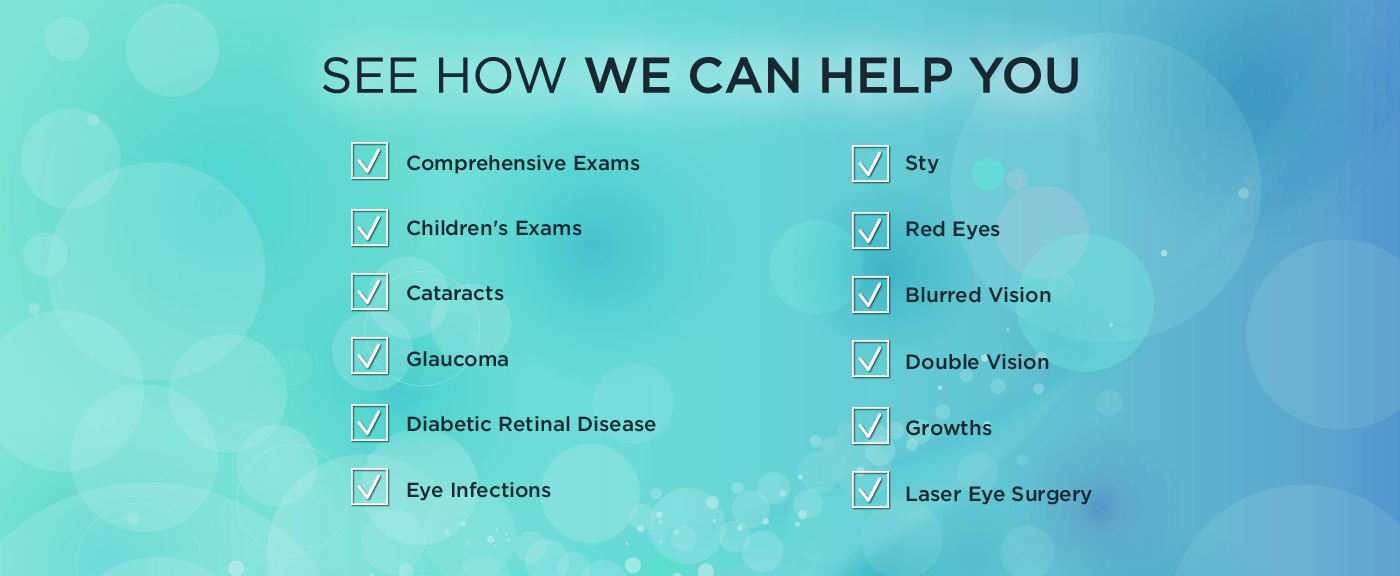 SEE HOW WE CAN HELP YOU
Comprehensive Exams
Children's Exams
Cataracts
Glaucoma
Diabetic Retinal Disease
Eye Infections
Sty
Red Eyes
Blurred Vision
Double Vision
Growths
Laser Eye Surgery